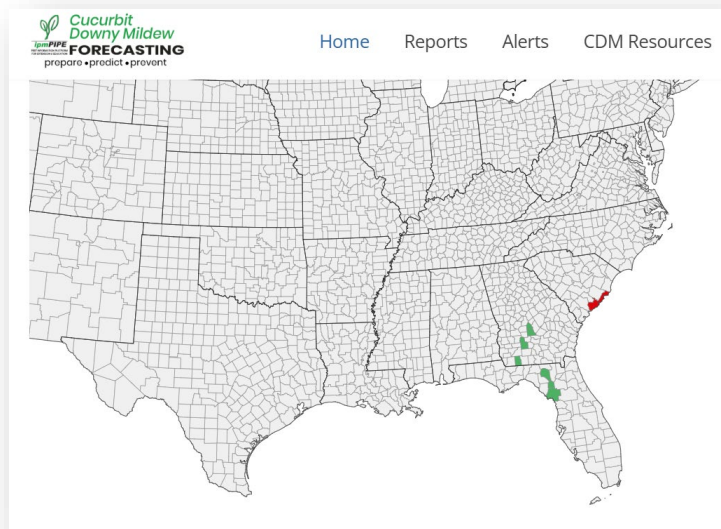 Cucurbit
Downy Mildew
ipmPIPE FORECASTING
prepare • predict • prevent
Home Reports Alerts CDM Resources